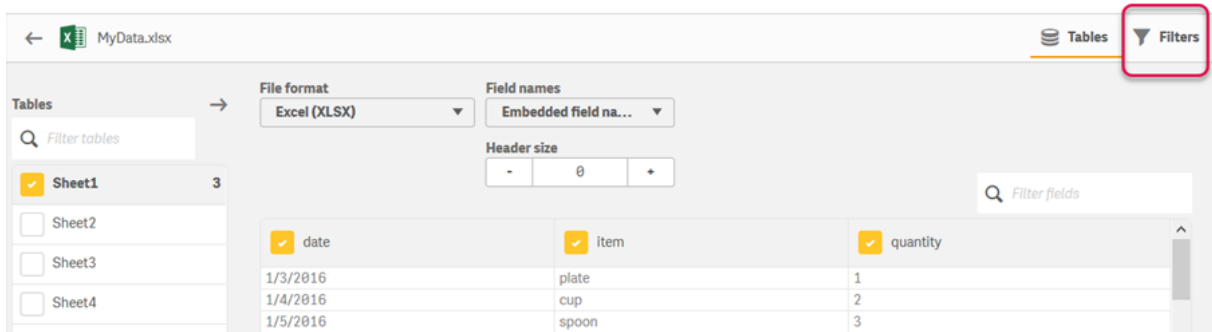 MyData.xlsx
Tables
Filters
Tables
Filter tables
Sheet1 3
Sheet2
Sheet3
Sheet4
File format
Excel (XLSX)
Field names
Embedded field na...
Header size
- 0 +
Filter fields
date item quantity
1/3/2016 plate 1
1/4/2016 cup 2
1/5/2016 spoon 3